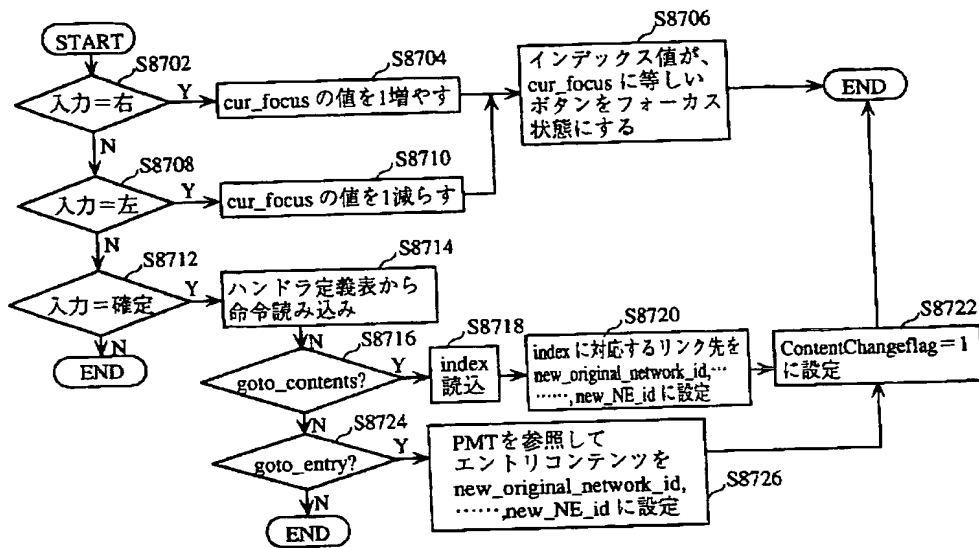 START
S8702
入力=右
Y
N
S8704
cur_focus の値を1増やす
S8706
インデックス値が、
cur_focus に等しい
ボタンをフォーカス
状態にする
END
S8708
入力=左
Y
N
S8710
cur_focus の値を1減らす
S8712
入力=確定
Y
N
END
S8714
ハンドラ定義表から
命令読み込み
N
S8716
goto_contents?
Y
N
S8718
index
読込
S8720
indexに対応するリンク先を
new_original_network_id,…
……,new_NE_id に設定
S8722
ContentChangeflag=1
に設定
S8724
goto_entry?
Y
N
END
PMTを参照して
エントリコンテンツを
new_original_network_id,
……,new_NE_id に設定
S8726